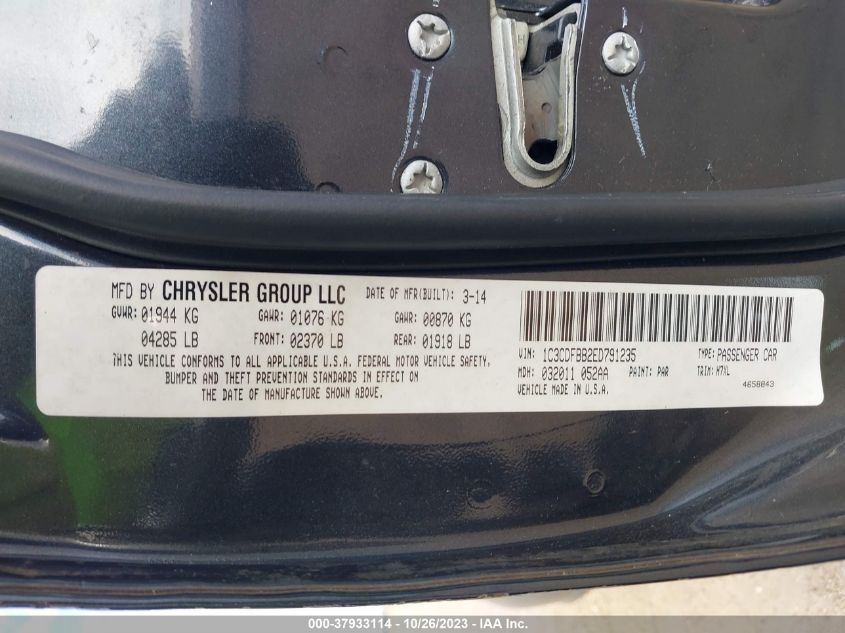 MFD BY CHRYSLER GROUP LLC DATE OF MFR(BUILT): 3-14
GVWR: 01944 KG GAWR: 01076 KG GAWR: 00870 KG
04285 LB FRONT: 02370 LB REAR: 01918 LB
THIS VEHICLE CONFORMS TO ALL APPLICABLE U.S.A. FEDERAL MOTOR VEHICLE SAFETY,
BUMPER AND THEFT PREVENTION STANDARDS IN EFFECT ON
THE DATE OF MANUFACTURE SHOWN ABOVE.
VIN: 1C3CDFBB2ED791235 TYPE: PASSENGER CAR
MDH: 032011 052AA PAINT: PAR TRIM: H7XL
VEHICLE MADE IN U.S.A. 4658843
000-37933114 - 10/26/2023 - IAA Inc.